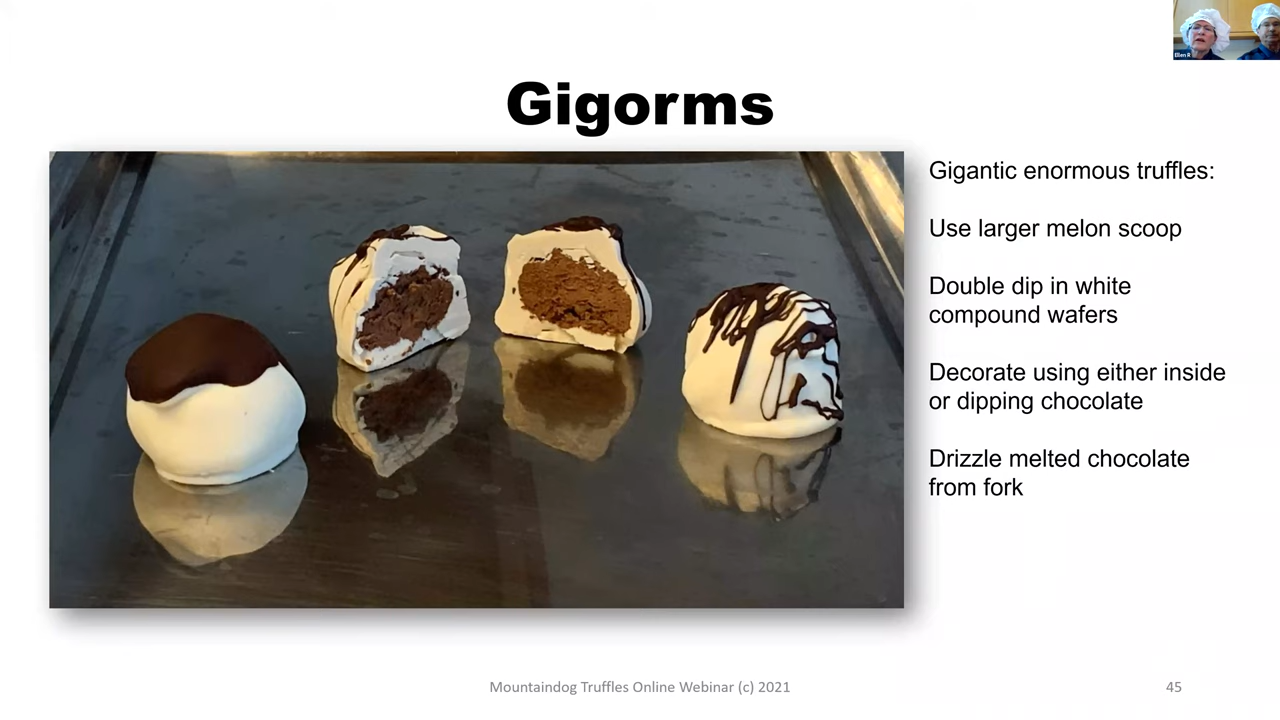 Ellen R
Gigorms
Gigantic enormous truffles:
Use larger melon scoop
Double dip in white
compound wafers
Decorate using either inside
or dipping chocolate
Drizzle melted chocolate
from fork
Mountaindog Truffles Online Webinar (c) 2021
45